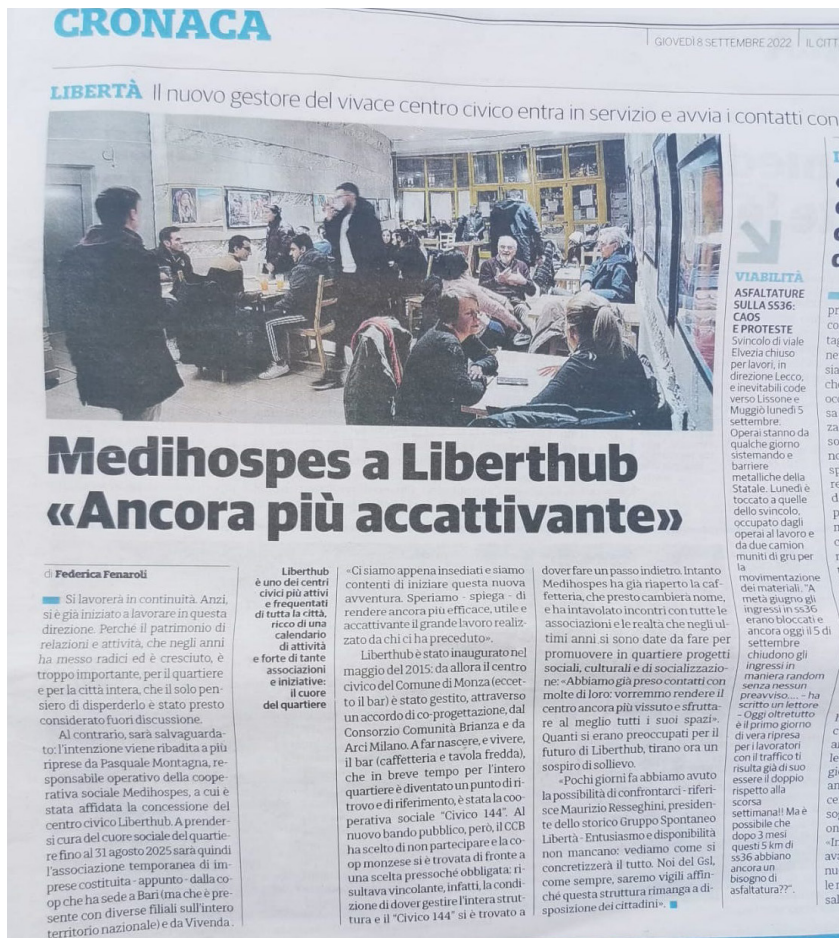 CRONACA
GIOVEDÌ 8 SETTEMBRE 2022 | IL CITT
LIBERTÀ Il nuovo gestore del vivace centro civico entra in servizio e avvia i contatti con
Medihospes a Liberthub
«Ancora più accattivante»
di Federica Fenaroli
Si lavorerà in continuità. Anzi,
si è già iniziato a lavorare in questa
direzione. Perché il patrimonio di
relazioni e attività, che negli anni
ha messo radici ed è cresciuto, è
troppo importante, per il quartiere
e per la città intera, che il solo pen-
siero di disperderlo è stato presto
considerato fuori discussione.
Al contrario, sarà salvaguarda-
to: l'intenzione viene ribadita a più
riprese da Pasquale Montagna, re-
sponsabile operativo della coope-
rativa sociale Medihospes, a cui è
stata affidata la concessione del
centro civico Liberthub. A prender-
si cura del cuore sociale del quartie-
re fino al 31 agosto 2025 sarà quindi
l'associazione temporanea di im-
prese costituita - appunto - dalla co-
op che ha sede a Bari (ma che è pre-
sente con diverse filiali sull'intero
territorio nazionale) e da Vivenda.
Liberthub
è uno dei centri
civici più attivi
e frequentati
di tutta la città,
ricco di una
calendario
di attività
e forte di tante
associazioni
e iniziative:
il cuore
del quartiere
«Ci siamo appena insediati e siamo
contenti di iniziare questa nuova
avventura. Speriamo - spiega - di
rendere ancora più efficace, utile e
accattivante il grande lavoro realiz-
zato da chi ci ha preceduto».
Liberthub è stato inaugurato nel
maggio del 2015: da allora il centro
civico del Comune di Monza (eccet-
to il bar) è stato gestito, attraverso
un accordo di co-progettazione, dal
Consorzio Comunità Brianza e da
Arci Milano. A far nascere, e vivere,
il bar (caffetteria e tavola fredda),
che in breve tempo per l'intero
quartiere è diventato un punto di ri-
trovo e di riferimento, è stata la coo-
perativa sociale "Civico 144". Al
nuovo bando pubblico, però, il CCB
ha scelto di non partecipare e la co-
op monzese si è trovata di fronte a
una scelta pressoché obbligata: ri-
sultava vincolante, infatti, la condi-
zione di dover gestire l'intera strut-
tura e il "Civico 144" si è trovato a
dover fare un passo indietro. Intanto
Medihospes ha già riaperto la caf-
fetteria, che presto cambierà nome,
e ha intavolato incontri con tutte le
associazioni e le realtà che negli ul-
timi anni si sono date da fare per
promuovere in quartiere progetti
sociali, culturali e di socializzazio-
ne: «Abbiamo già preso contatti con
molte di loro: vorremmo rendere il
centro ancora più vissuto e sfrutta-
re al meglio tutti i suoi spazi».
Quanti si erano preoccupati per il
futuro di Liberthub, tirano ora un
sospiro di sollievo.
«Pochi giorni fa abbiamo avuto
la possibilità di confrontarci - riferi-
sce Maurizio Resseghini, presiden-
te dello storico Gruppo Spontaneo
Libertà - Entusiasmo e disponibilità
non mancano: vediamo come si
concretizzerà il tutto. Noi del Gsl,
come sempre, saremo vigili affin-
ché questa struttura rimanga a di-
sposizione dei cittadini».
VIABILITÀ
ASFALTATURE
SULLA SS36:
CAOS
E PROTESTE
Svincolo di viale
Elvezia chiuso
per lavori, in
direzione Lecco,
e inevitabili code
verso Lissone e
Muggiò lunedì 5
settembre.
Operai stanno da
qualche giorno
sistemando e
barriere
metalliche della
Statale. Lunedì è
toccato a quelle
dello svincolo,
occupato dagli
operai al lavoro e
da due camion
muniti di gru per
la
movimentazione
dei materiali. "A
metà giugno gli
ingressi in ss36
erano bloccati e
ancora oggi il 5 di
settembre
chiudono gli
ingressi in
maniera random
senza nessun
preavviso.... - ha
scritto un lettore
- Oggi oltretutto
è il primo giorno
di vera ripresa
per i lavoratori
con il traffico ti
risulta già di suo
essere il doppio
rispetto alla
scorsa
settimana!! Ma è
possibile che
dopo 3 mesi
questi 5 km di
ss36 abbiano
ancora un
bisogno di
asfaltatura??".